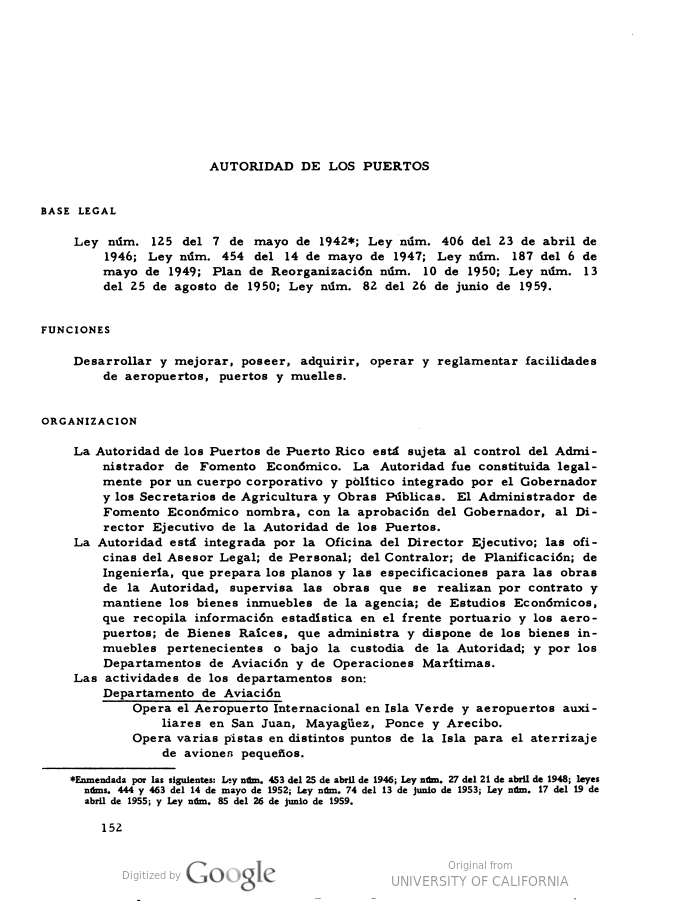 AUTORIDAD DE LOS PUERTOS
BASE LEGAL
Ley núm. 125 del 7 de mayo de 1942*; Ley núm. 406 del 23 de abril de
1946; Ley núm. 454 del 14 de mayo de 1947; Ley núm. 187 del 6 de
mayo de 1949; Plan de Reorganización núm. 10 de 1950; Ley núm. 13
del 25 de agosto de 1950; Ley núm. 82 del 26 de junio de 1959.
FUNCIONES
Desarrollar y mejorar, poseer, adquirir, operar y reglamentar facilidades
de aeropuertos, puertos y muelles.
ORGANIZACION
La Autoridad de los Puertos de Puerto Rico está sujeta al control del Admi-
nistrador de Fomento Económico. La Autoridad fue constituida legal-
mente por un cuerpo corporativo y político integrado por el Gobernador
y los Secretarios de Agricultura y Obras Públicas. El Administrador de
Fomento Económico nombra, con la aprobación del Gobernador, al Di-
rector Ejecutivo de la Autoridad de los Puertos.
La Autoridad está integrada por la Oficina del Director Ejecutivo; las ofi-
cinas del Asesor Legal; de Personal; del Contralor; de Planificación; de
Ingeniería, que prepara los planos y las especificaciones para las obras
de la Autoridad, supervisa las obras que se realizan por contrato y
mantiene los bienes inmuebles de la agencia; de Estudios Económicos,
que recopila información estadística en el frente portuario y los aero-
puertos; de Bienes Raíces, que administra y dispone de los bienes in-
muebles pertenecientes o bajo la custodia de la Autoridad; y por los
Departamentos de Aviación y de Operaciones Marítimas.
Las actividades de los departamentos son:
Departamento de Aviación
Opera el Aeropuerto Internacional en Isla Verde y aeropuertos auxi-
liares en San Juan, Mayagüez, Ponce y Arecibo.
Opera varias pistas en distintos puntos de la Isla para el aterrizaje
de aviones pequeños.
*Enmendada por las siguientes: Ley núm. 453 del 25 de abril de 1946; Ley núm. 27 del 21 de abril de 1948; leyes
núms. 444 y 463 del 14 de mayo de 1952; Ley núm. 74 del 13 de junio de 1953; Ley núm. 17 del 19 de
abril de 1955; y Ley núm. 85 del 26 de junio de 1959.
152
Digitized by Google
Original from
UNIVERSITY OF CALIFORNIA